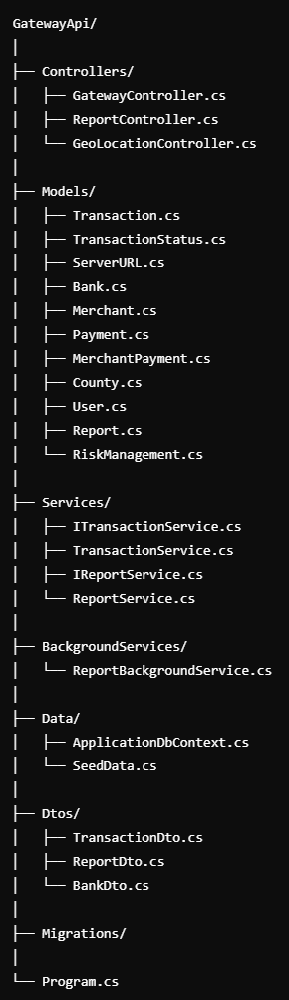 GatewayApi/
│
├── Controllers/
│   ├── GatewayController.cs
│   ├── ReportController.cs
│   └── GeoLocationController.cs
│
├── Models/
│   ├── Transaction.cs
│   ├── TransactionStatus.cs
│   ├── ServerURL.cs
│   ├── Bank.cs
│   ├── Merchant.cs
│   ├── Payment.cs
│   ├── MerchantPayment.cs
│   ├── County.cs
│   ├── User.cs
│   ├── Report.cs
│   └── RiskManagement.cs
│
├── Services/
│   ├── ITransactionService.cs
│   ├── TransactionService.cs
│   ├── IReportService.cs
│   └── ReportService.cs
│
├── BackgroundServices/
│   └── ReportBackgroundService.cs
│
├── Data/
│   ├── ApplicationDbContext.cs
│   └── SeedData.cs
│
├── Dtos/
│   ├── TransactionDto.cs
│   ├── ReportDto.cs
│   └── BankDto.cs
│
├── Migrations/
│
└── Program.cs